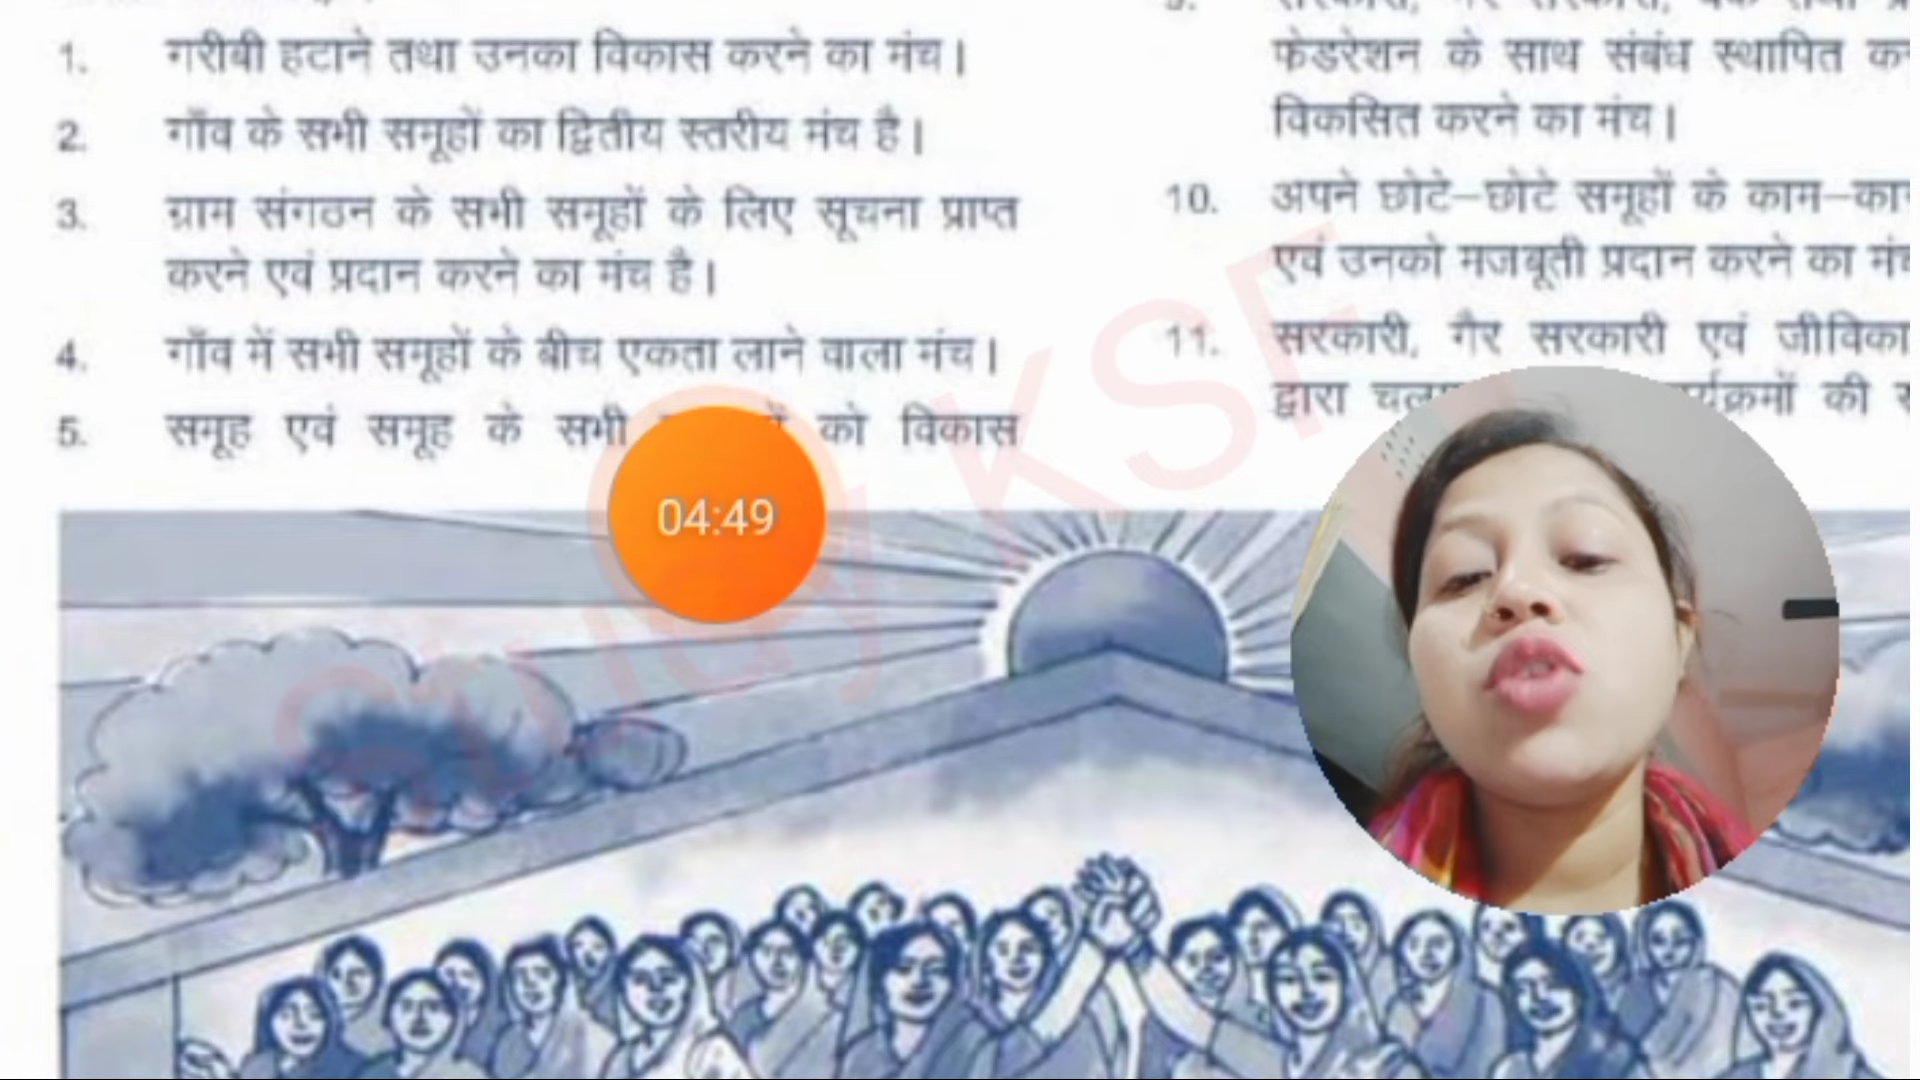 1. गरीबी हटाने तथा उनका विकास करने का मंच।
2. गाँव के सभी समूहों का द्वितीय स्तरीय मंच है।
3. ग्राम संगठन के सभी समूहों के लिए सूचना प्राप्त
करने एवं प्रदान करने का मंच है।
4. गाँव में सभी समूहों के बीच एकता लाने वाला मंच।
5. समूह एवं समूह के सभी को विकास
फेडरेशन के साथ संबंध स्थापित
विकसित करने का मंच।
10. अपने छोटे–छोटे समूहों के
एवं उनको मजबूती प्रदान करने का
11. सरकारी, गैर सरकारी एवं जीविका
द्वारा की
04:49
Study KSF